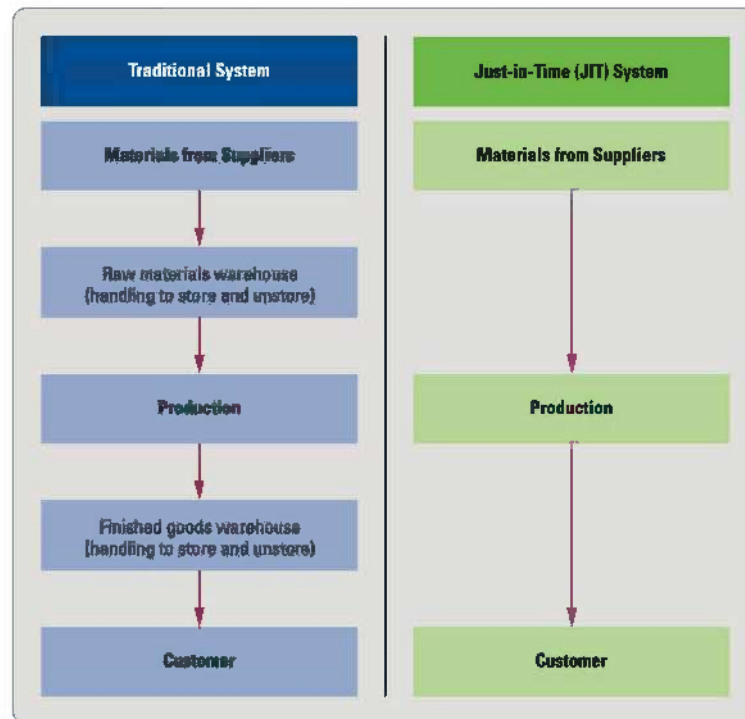 Traditional System
Materials from Suppliers
Raw materials warehouse
(handling to store and unstore)
Production
Finished goods warehouse
(handling to store and unstore)
Customer
Just-in-Time (JIT) System
Materials from Suppliers
Production
Customer